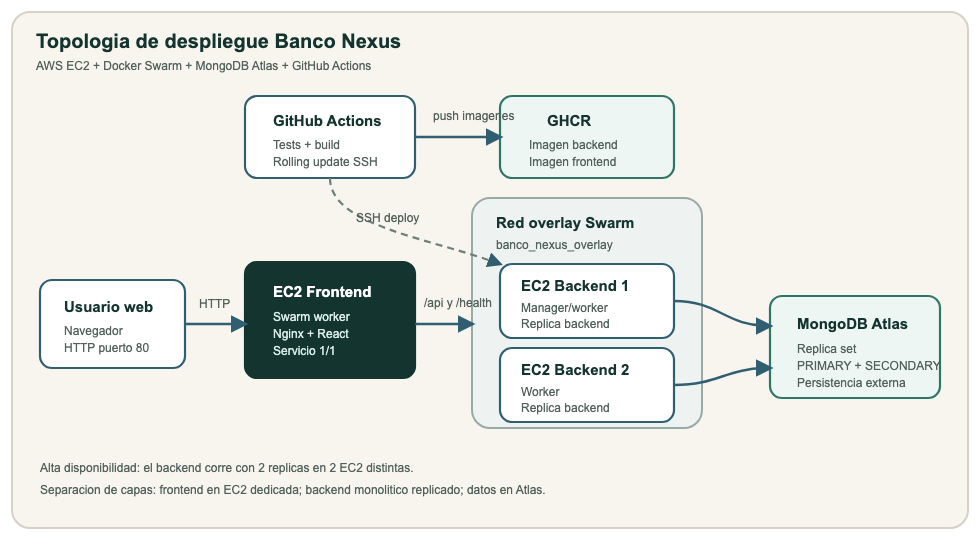 Topologia de despliegue Banco Nexus
AWS EC2 + Docker Swarm + MongoDB Atlas + GitHub Actions
GitHub Actions
Tests + build
Rolling update SSH
push imagenes
GHCR
Imagen backend
Imagen frontend
SSH deploy
Red overlay Swarm
banco_nexus_overlay
Usuario web
Navegador
HTTP puerto 80
HTTP
EC2 Frontend
Swarm worker
Nginx + React
Servicio 1/1
/api y /health
EC2 Backend 1
Manager/worker
Replica backend
EC2 Backend 2
Worker
Replica backend
MongoDB Atlas
Replica set
PRIMARY + SECONDARY
Persistencia externa
Alta disponibilidad: el backend corre con 2 replicas en 2 EC2 distintas.
Separacion de capas: frontend en EC2 dedicada; backend monolitico replicado; datos en Atlas.